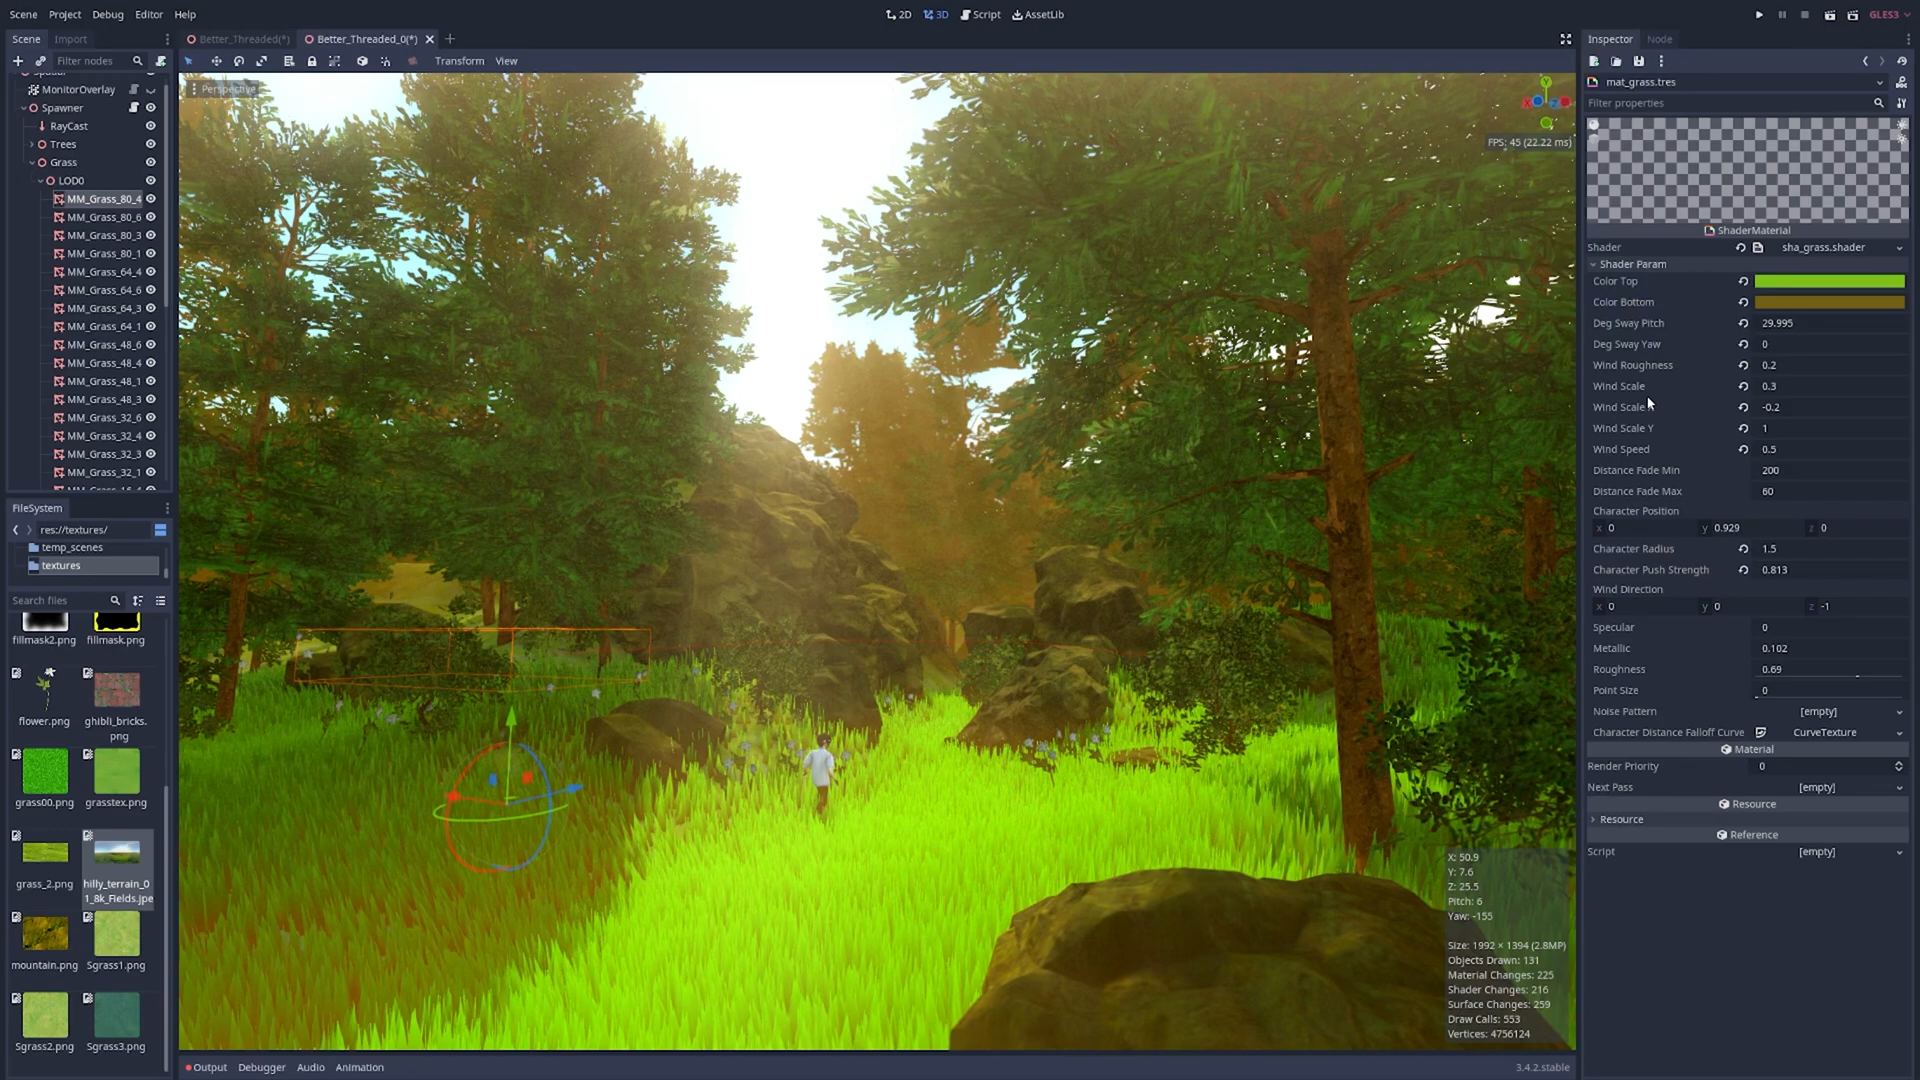 Scene Project Debug Editor Help
2D 3D Script AssetLib
GLES3
Scene Import
Better_Threaded(*) Better_Threaded_0(*)
Inspector Node
Filter nodes
Transform View
MonitorOverlay
Spawner
RayCast
Trees
Grass
LOD0
MM_Grass_80_4
MM_Grass_80_6
MM_Grass_80_3
MM_Grass_80_1
MM_Grass_64_4
MM_Grass_64_6
MM_Grass_64_3
MM_Grass_64_1
MM_Grass_48_6
MM_Grass_48_4
MM_Grass_48_1
MM_Grass_48_3
MM_Grass_32_6
MM_Grass_32_4
MM_Grass_32_3
MM_Grass_32_1
FileSystem
res://textures/
temp_scenes
textures
Search files
fillmask2.png fillmask.png
flower.png ghibli_bricks.
png
grass00.png grasstex.png
grass_2.png hilly_terrain_0
1_8k_Fields.jpe
mountain.png Sgrass1.png
Sgrass2.png Sgrass3.png
Perspective
Y
X Z
FPS: 45 (22.22 ms)
X: 50.9
Y: 7.6
Z: 25.5
Pitch: 6
Yaw: -155
Size: 1992 × 1394 (2.8MP)
Objects Drawn: 131
Material Changes: 225
Shader Changes: 216
Surface Changes: 259
Draw Calls: 553
Vertices: 4756124
Output Debugger Audio Animation
3.4.2.stable
mat_grass.tres
Filter properties
ShaderMaterial
Shader sha_grass.shader
Shader Param
Color Top
Color Bottom
Deg Sway Pitch 29.995
Deg Sway Yaw 0
Wind Roughness 0.2
Wind Scale 0.3
Wind Scale -0.2
Wind Scale Y 1
Wind Speed 0.5
Distance Fade Min 200
Distance Fade Max 60
Character Position
x 0 y 0.929 z 0
Character Radius 1.5
Character Push Strength 0.813
Wind Direction
x 0 y 0 z -1
Specular 0
Metallic 0.102
Roughness 0.69
Point Size 0
Noise Pattern [empty]
Character Distance Falloff Curve CurveTexture
Material
Render Priority 0
Next Pass [empty]
Resource
Resource
Reference
Script [empty]